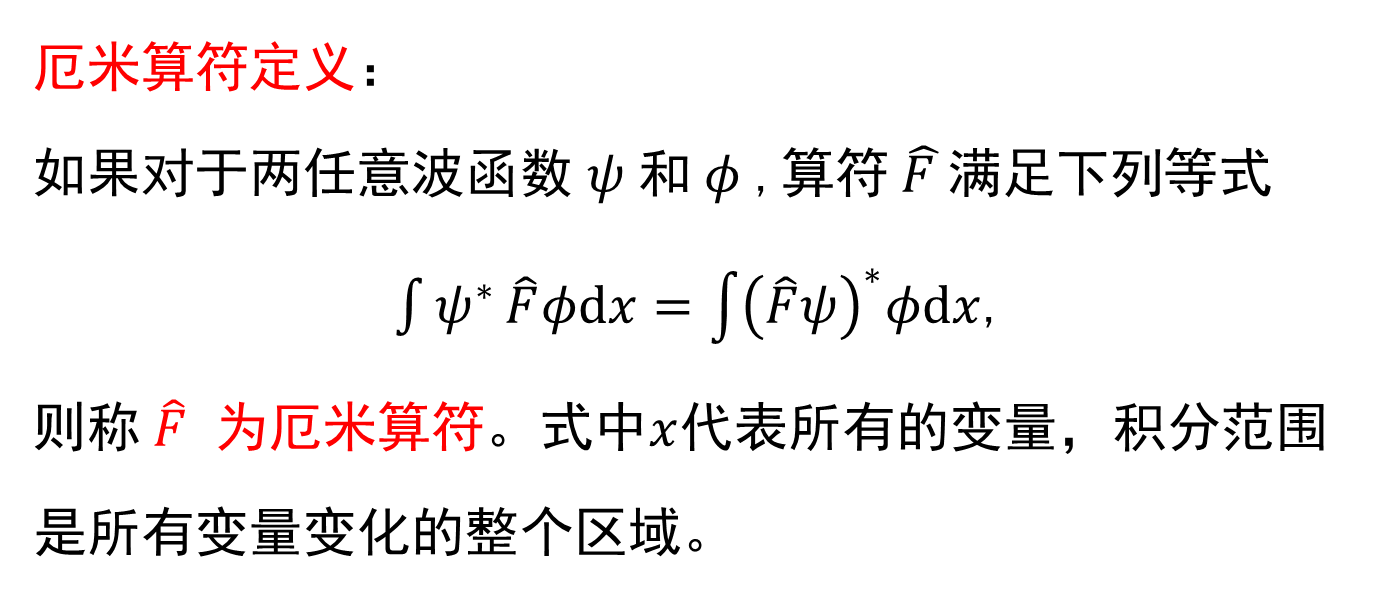 厄米算符定义：
如果对于两任意波函数 ψ 和 ϕ , 算符 F̂ 满足下列等式
∫ ψ* F̂ϕdx = ∫(F̂ψ)*ϕdx,
则称 F̂ 为厄米算符。式中x代表所有的变量，积分范围
是所有变量变化的整个区域。